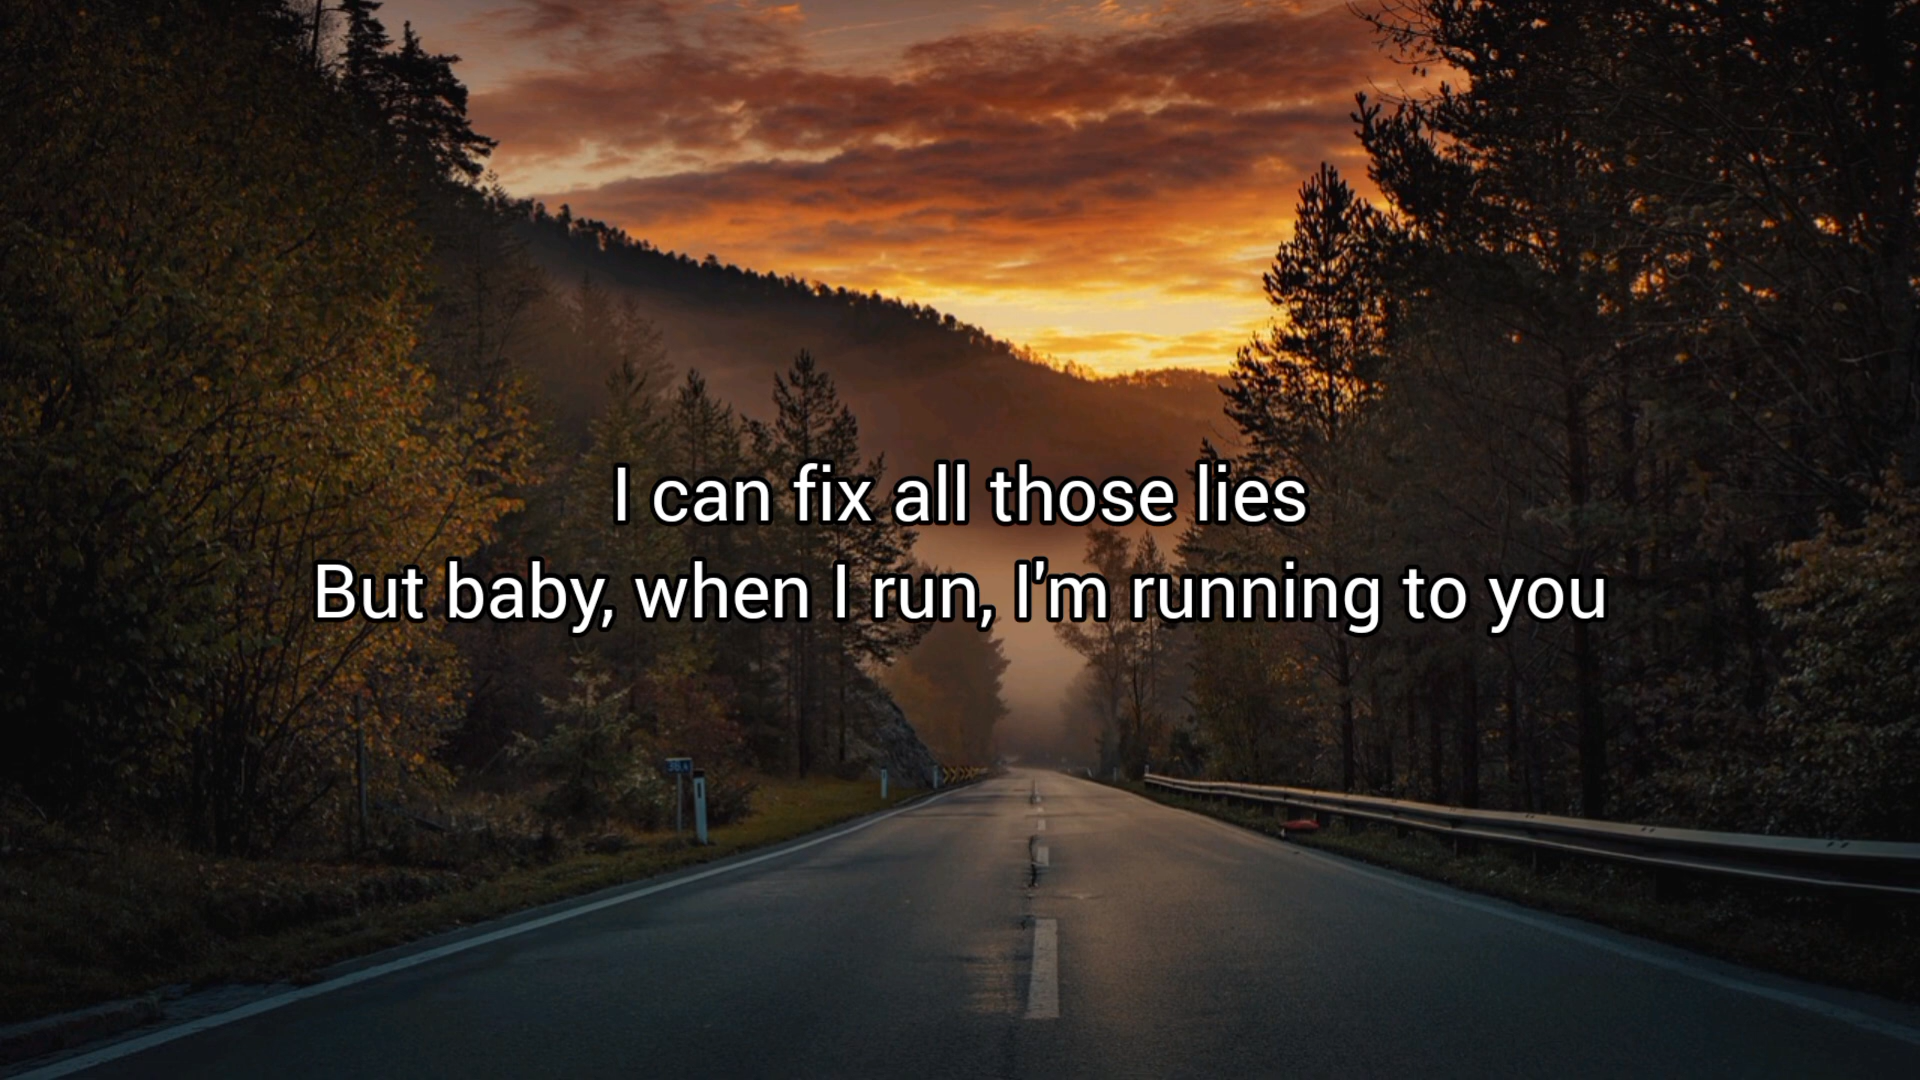 I can fix all those lies
But baby, when I run, I'm running to you